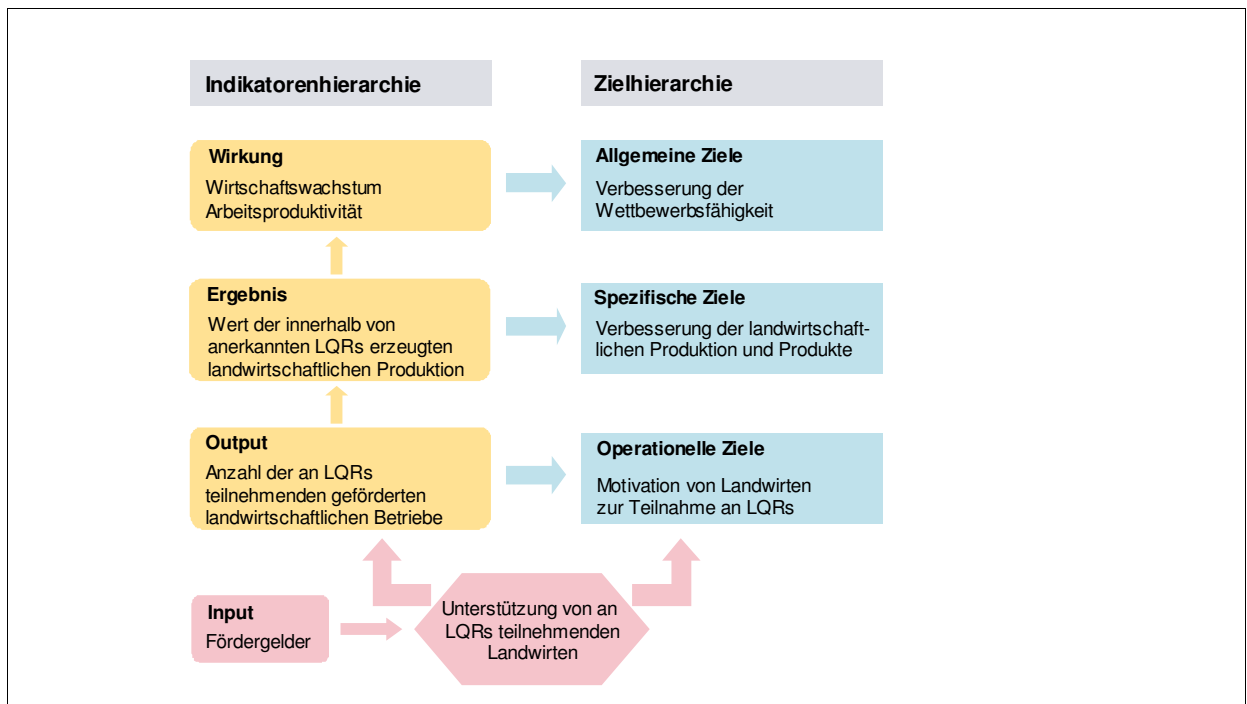 Indikatorenhierarchie
Zielhierarchie
Wirkung
Wirtschaftswachstum
Arbeitsproduktivität
Allgemeine Ziele
Verbesserung der
Wettbewerbsfähigkeit
Ergebnis
Wert der innerhalb von
anerkannten LQRs erzeugten
landwirtschaftlichen Produktion
Spezifische Ziele
Verbesserung der landwirtschaft-
lichen Produktion und Produkte
Output
Anzahl der an LQRs
teilnehmenden geförderten
landwirtschaftlichen Betriebe
Operationelle Ziele
Motivation von Landwirten
zur Teilnahme an LQRs
Input
Fördergelder
Unterstützung von an
LQRs teilnehmenden
Landwirten